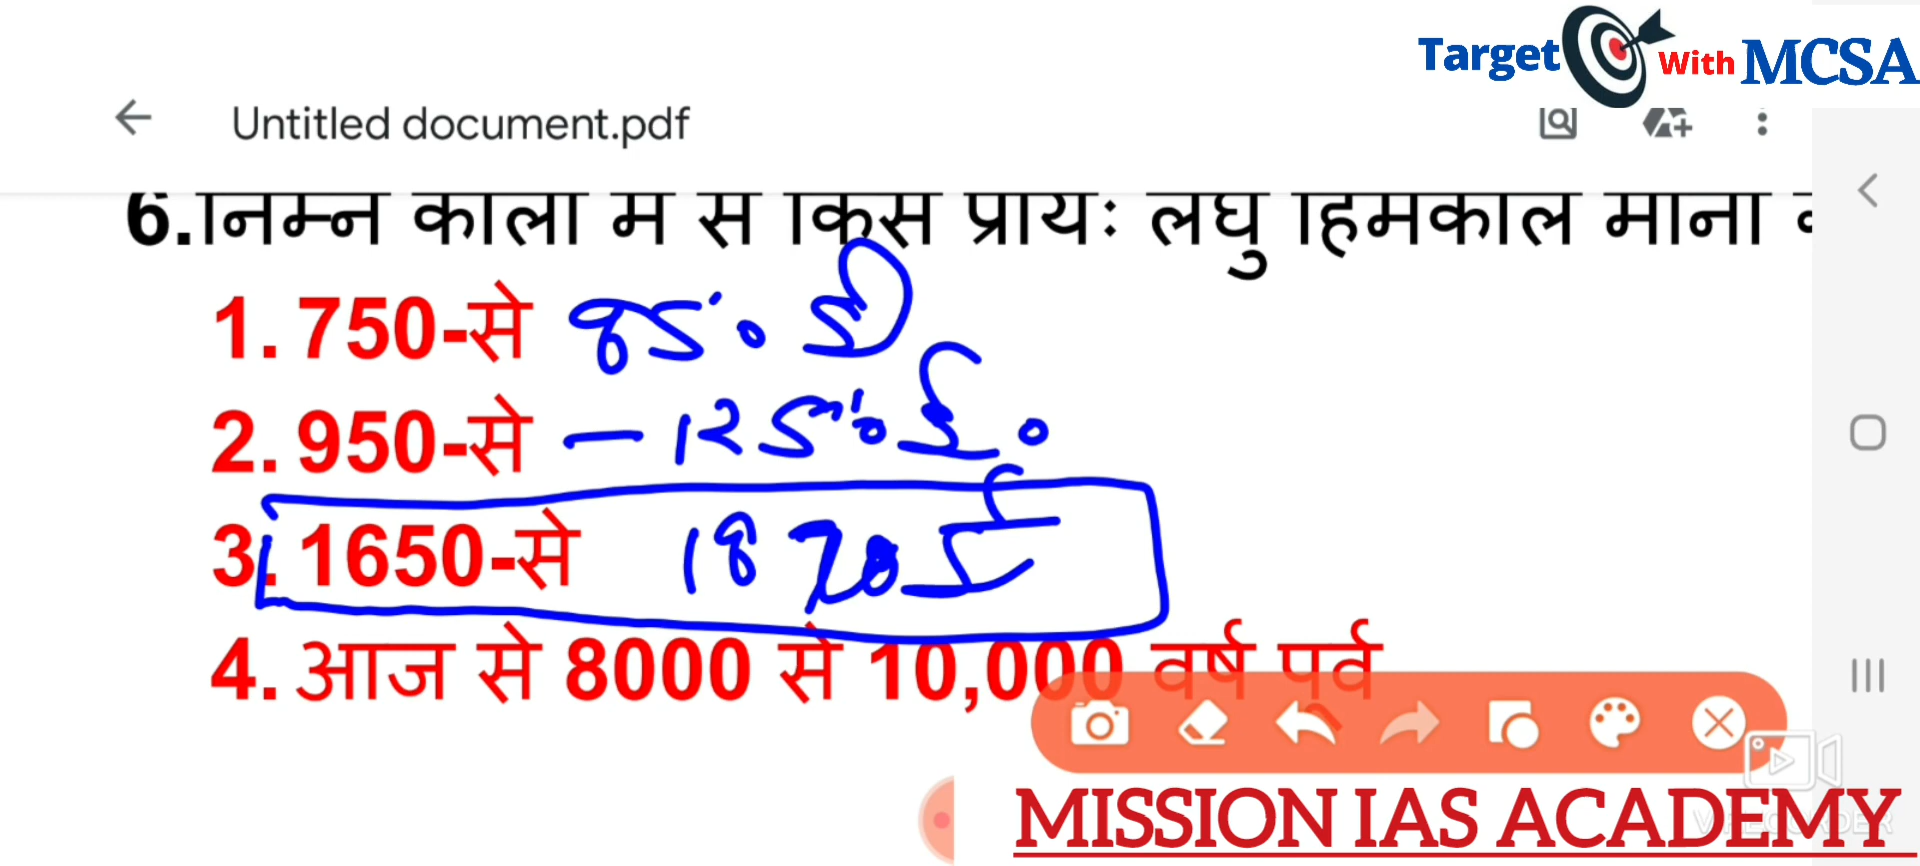 Target With MCSA
Untitled document.pdf
6.निम्न कालों में से किसे प्रायः लघु हिमकाल माना
1. 750-से 850 ई
2. 950-से - 1250 ई०
3. 1650-से 1870 ई
4. आज से 8000 से 10,000 वर्ष पूर्व
MISSION IAS ACADEMY